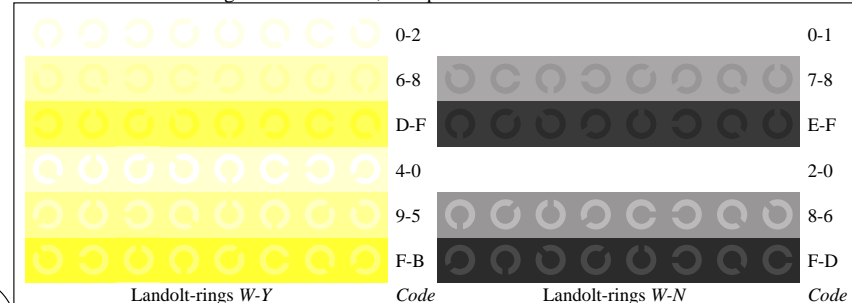 0-2 0-1
6-8 7-8
D-F E-F
4-0 2-0
9-5 8-6
F-B F-D
Landolt-rings W-Y Code Landolt-rings W-N Code